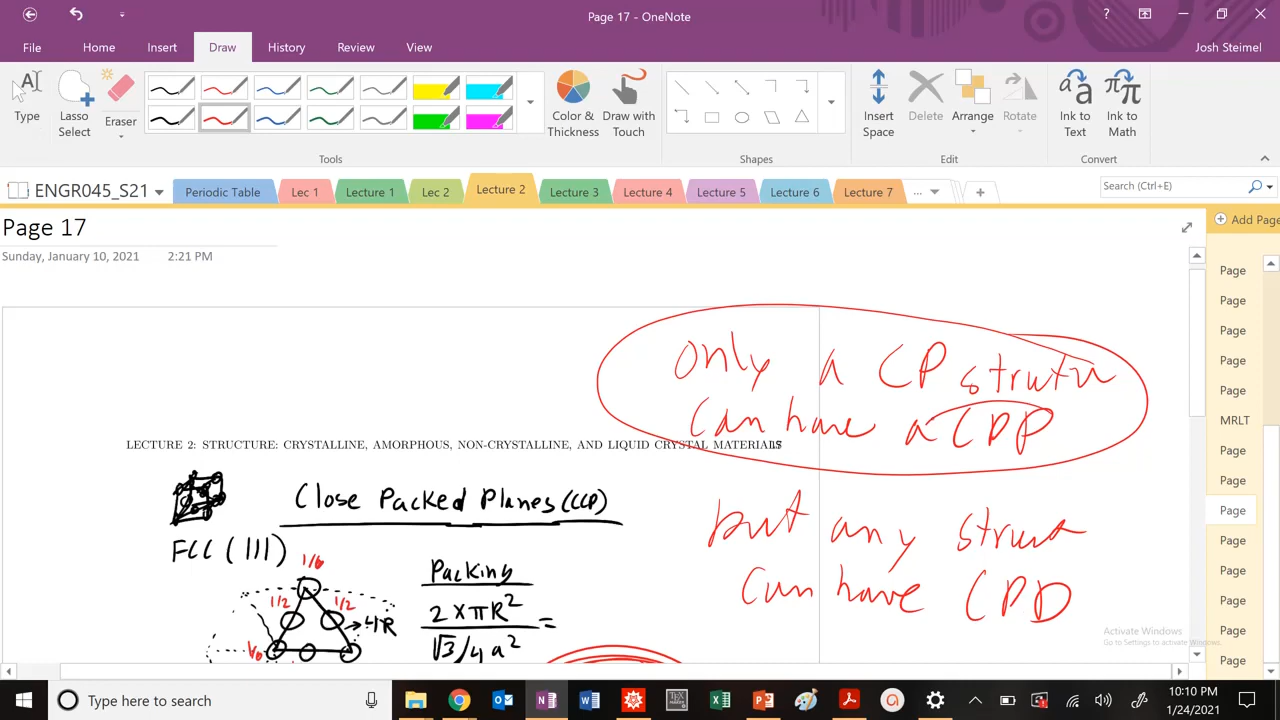 Page 17 - OneNote
?
File
Home
Insert
Draw
History
Review
View
Josh Steimel
Type
Lasso
Select
Eraser
Color &
Thickness
Draw with
Touch
Insert
Space
Delete
Arrange
Rotate
Ink to
Text
Ink to
Math
Tools
Shapes
Edit
Convert
ENGR045_S21
Periodic Table
Lec 1
Lecture 1
Lec 2
Lecture 2
Lecture 3
Lecture 4
Lecture 5
Lecture 6
Lecture 7
...
Search (Ctrl+E)
Page 17
Sunday, January 10, 2021 2:21 PM
Add Page
Page
Page
Page
Page
Page
MRLT
Page
Page
Page
Page
Page
Page
Page
Page
only a CP
can have a CPP
LECTURE 2: STRUCTURE: CRYSTALLINE, AMORPHOUS, NON-CRYSTALLINE, AND LIQUID CRYSTAL MATERIALS
but any struct
can have CPD
Close Packed Planes (CCP)
FCC (111)
1/6
1/2
1/2
4R
1/6
Packing
2 × πR²
=
√3/4 a²
Activate Windows
Go to Settings to activate Windows.
Type here to search
10:10 PM
1/24/2021